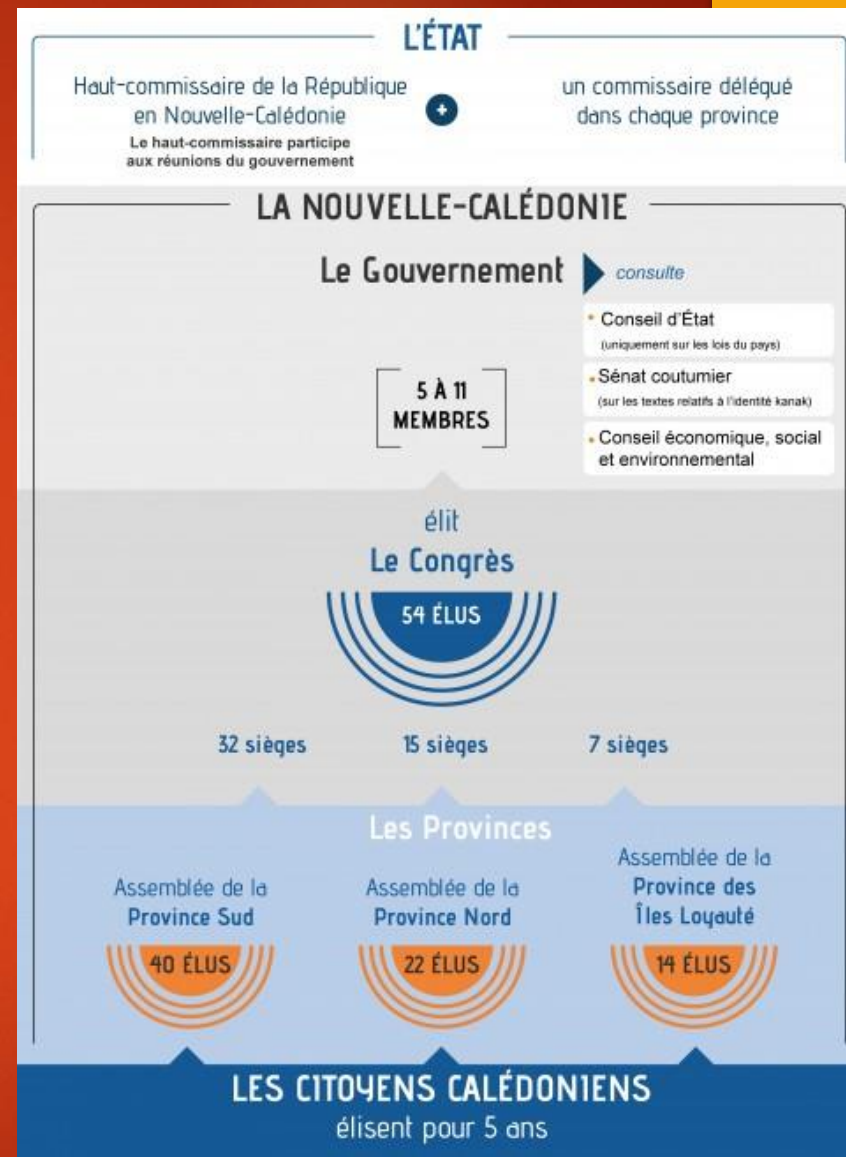 L'ÉTAT
Haut-commissaire de la République
en Nouvelle-Calédonie
Le haut-commissaire participe
aux réunions du gouvernement
+
un commissaire délégué
dans chaque province
LA NOUVELLE-CALÉDONIE
Le Gouvernement
consulte
• Conseil d'État
(uniquement sur les lois du pays)
• Sénat coutumier
(sur les textes relatifs à l'identité kanak)
• Conseil économique, social
et environnemental
5 À 11
MEMBRES
élit
Le Congrès
54 ÉLUS
32 sièges
15 sièges
7 sièges
Les Provinces
Assemblée de la
Province Sud
40 ÉLUS
Assemblée de la
Province Nord
22 ÉLUS
Assemblée de la
Province des
Îles Loyauté
14 ÉLUS
LES CITOYENS CALÉDONIENS
élisent pour 5 ans